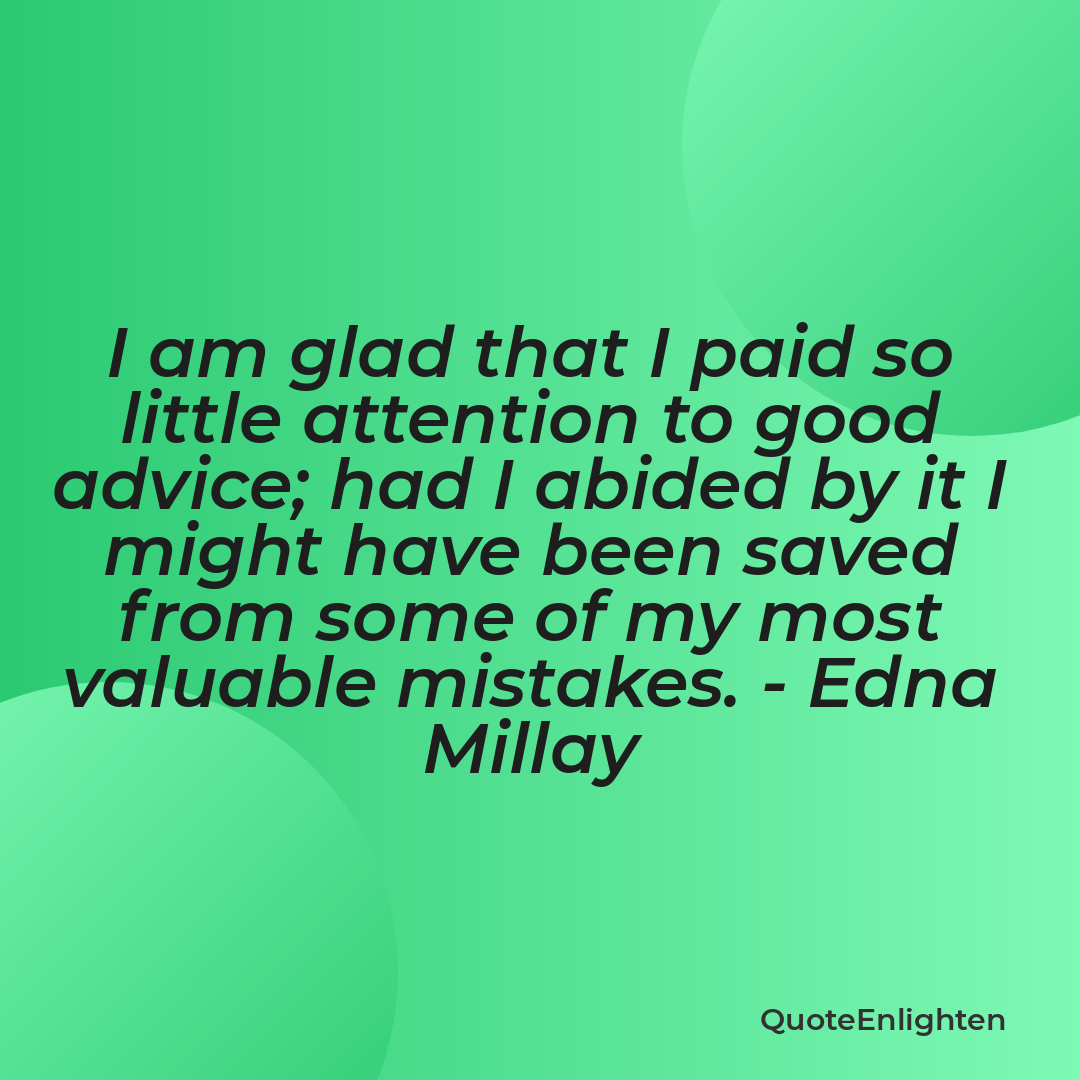 I am glad that I paid so
little attention to good
advice; had I abided by it I
might have been saved
from some of my most
valuable mistakes. - Edna
Millay
QuoteEnlighten